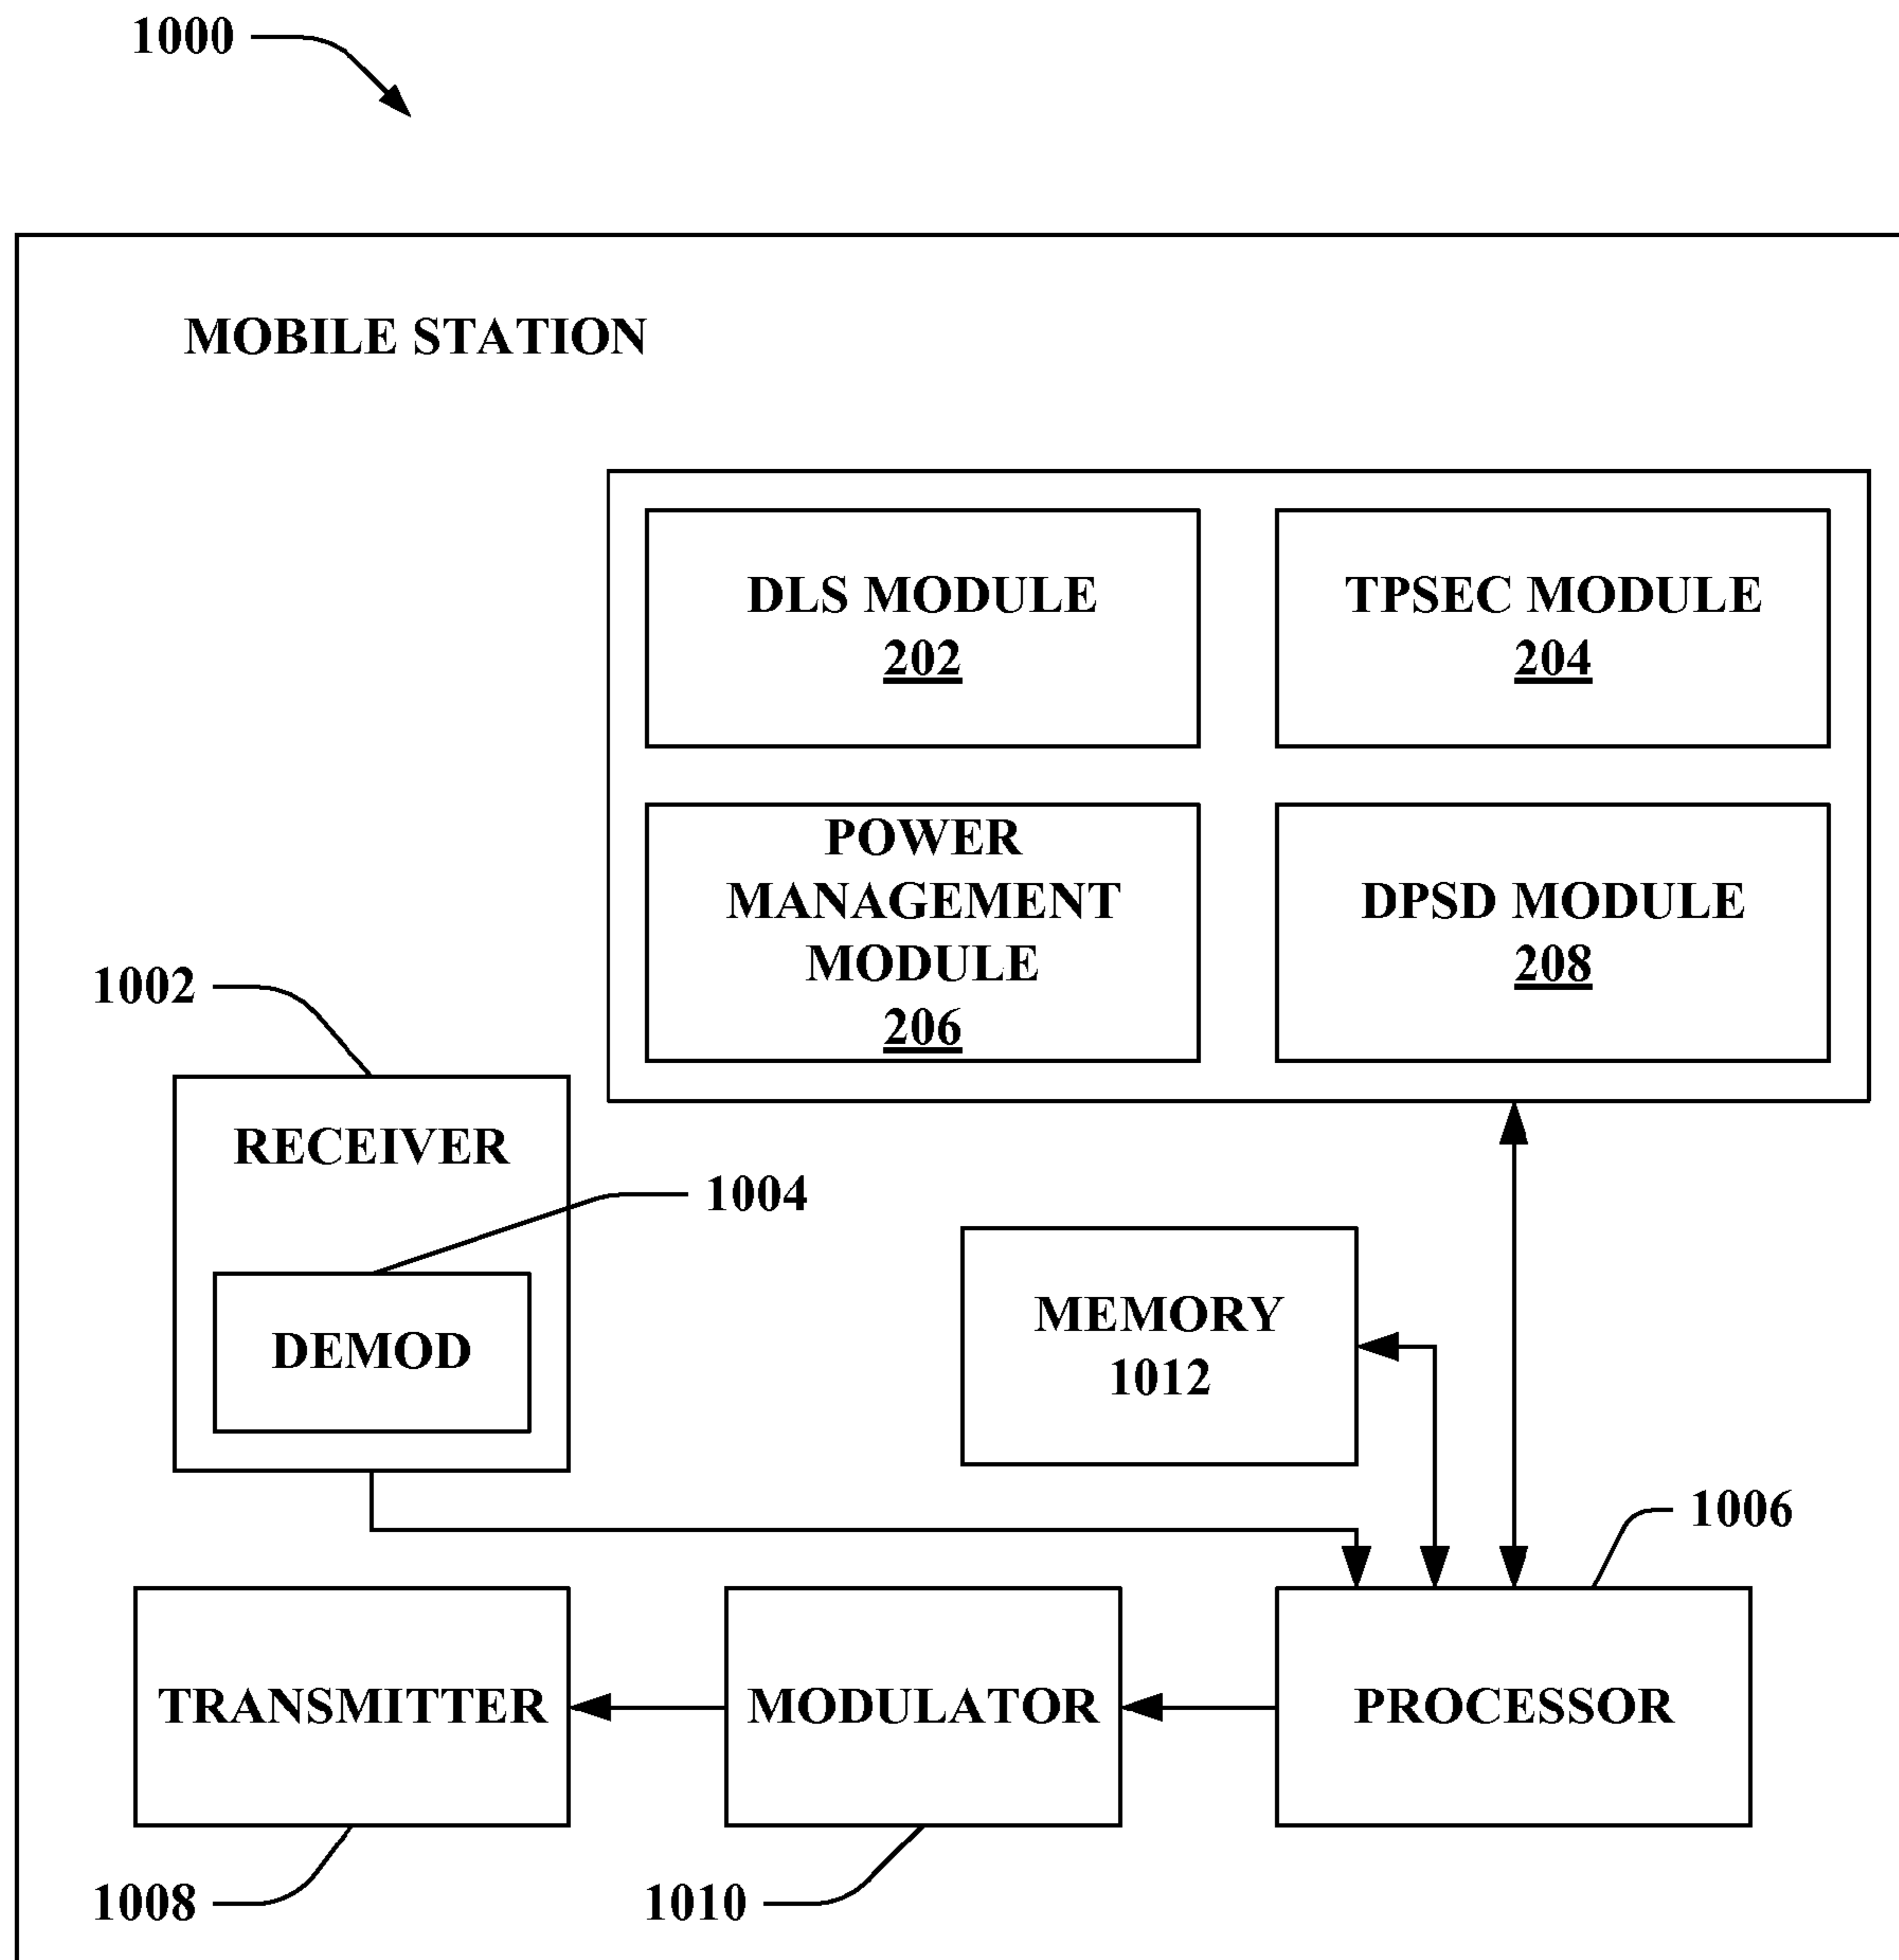 1000
MOBILE STATION
DLS MODULE
202
TPSEC MODULE
204
POWER
MANAGEMENT
MODULE
206
DPSD MODULE
208
1002
RECEIVER
1004
DEMOD
MEMORY
1012
1006
TRANSMITTER
MODULATOR
PROCESSOR
1008
1010